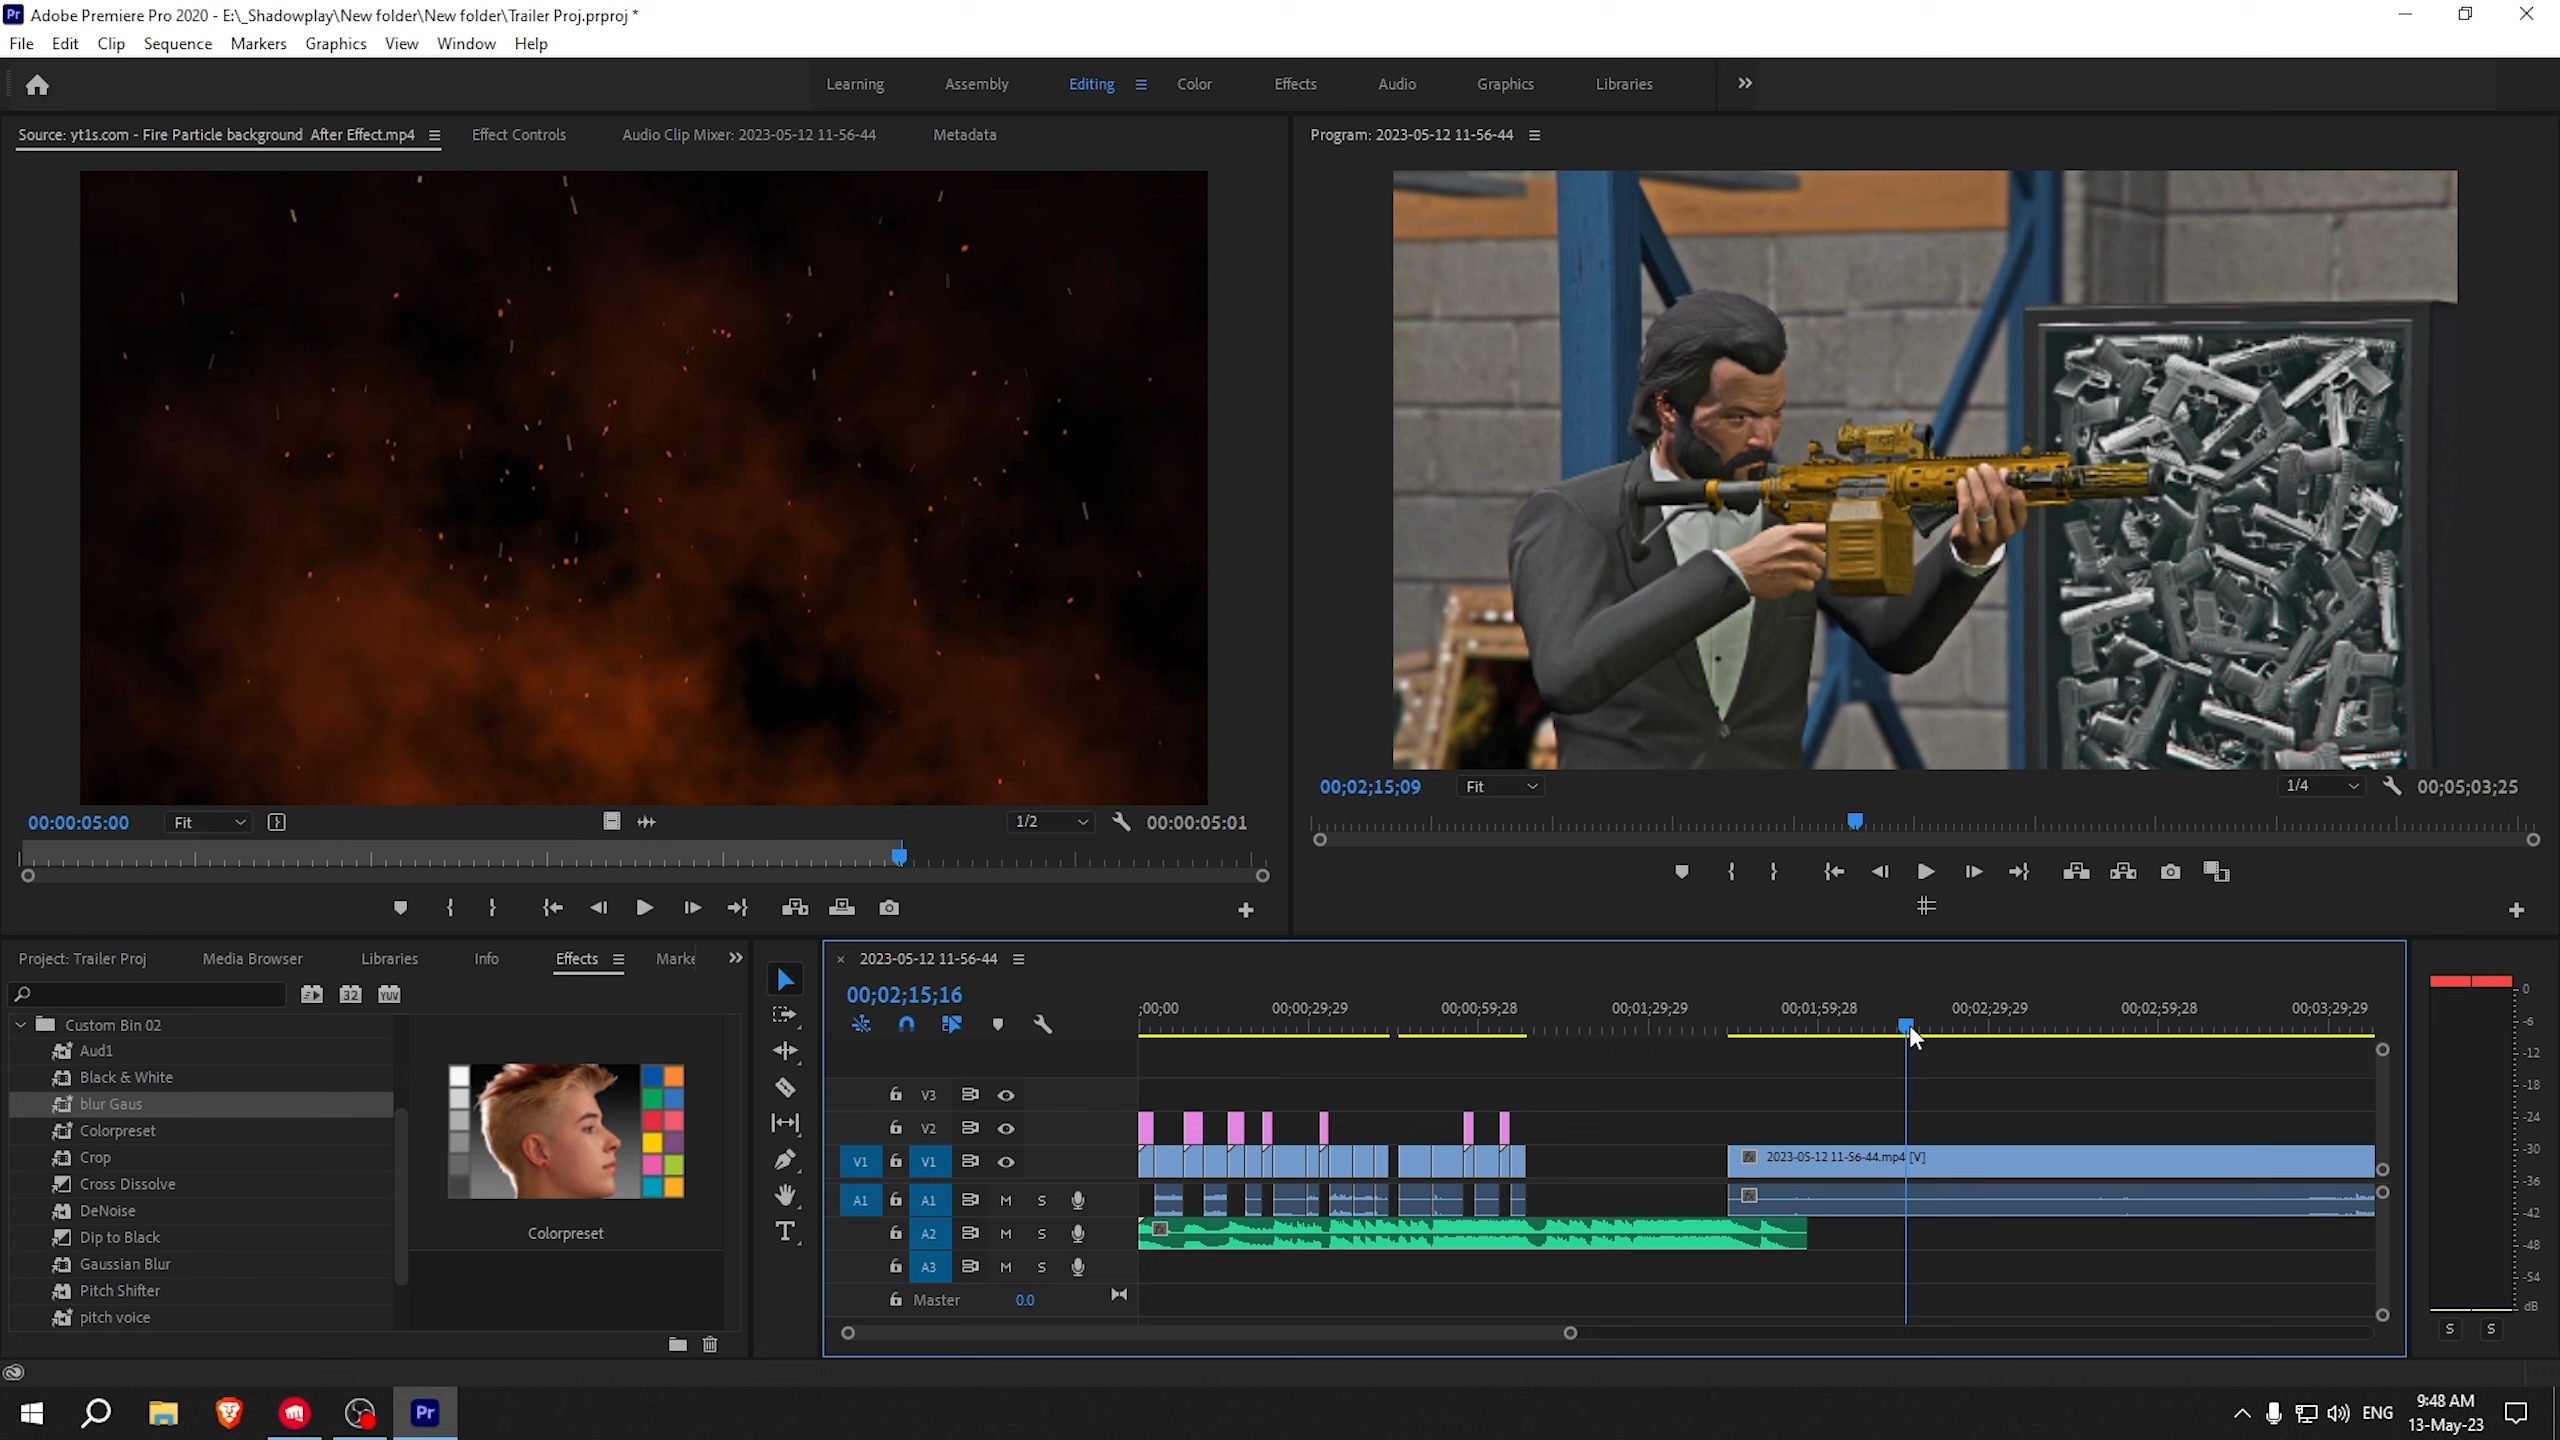 Pr Adobe Premiere Pro 2020 - E:\_Shadowplay\New folder\New folder\Trailer Proj.prproj *
File Edit Clip Sequence Markers Graphics View Window Help
Learning Assembly Editing Color Effects Audio Graphics Libraries
Source: yt1s.com - Fire Particle background After Effect.mp4 Effect Controls Audio Clip Mixer: 2023-05-12 11-56-44 Metadata
Program: 2023-05-12 11-56-44
00;02;15;09 Fit 1/4 00;05;03;25
00:00:05:00 Fit 1/2 00:00:05:01
Project: Trailer Proj Media Browser Libraries Info Effects Marke
32 YUV
Custom Bin 02
Aud1
Black & White
blur Gaus
Colorpreset
Crop
Cross Dissolve
DeNoise
Dip to Black
Gaussian Blur
Pitch Shifter
pitch voice
Colorpreset
2023-05-12 11-56-44
00;02;15;16
;00;00 00;00;29;29 00;00;59;28 00;01;29;29 00;01;59;28 00;02;29;29 00;02;59;28 00;03;29;29
V3
V2
V1 V1
fx 2023-05-12 11-56-44.mp4 [V]
A1 A1 M S fx
A2 M S fx
A3 M S
Master 0.0
0
-6
-12
-18
-24
-30
-36
-42
-48
-54
dB
S S
Pr
ENG
9:48 AM
13-May-23